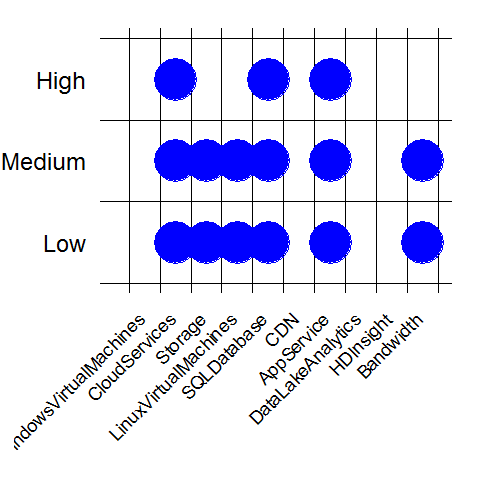 High
Medium
Low
ndowsVirtualMachines
CloudServices
Storage
LinuxVirtualMachines
SQLDatabase
CDN
AppService
DataLakeAnalytics
HDInsight
Bandwidth